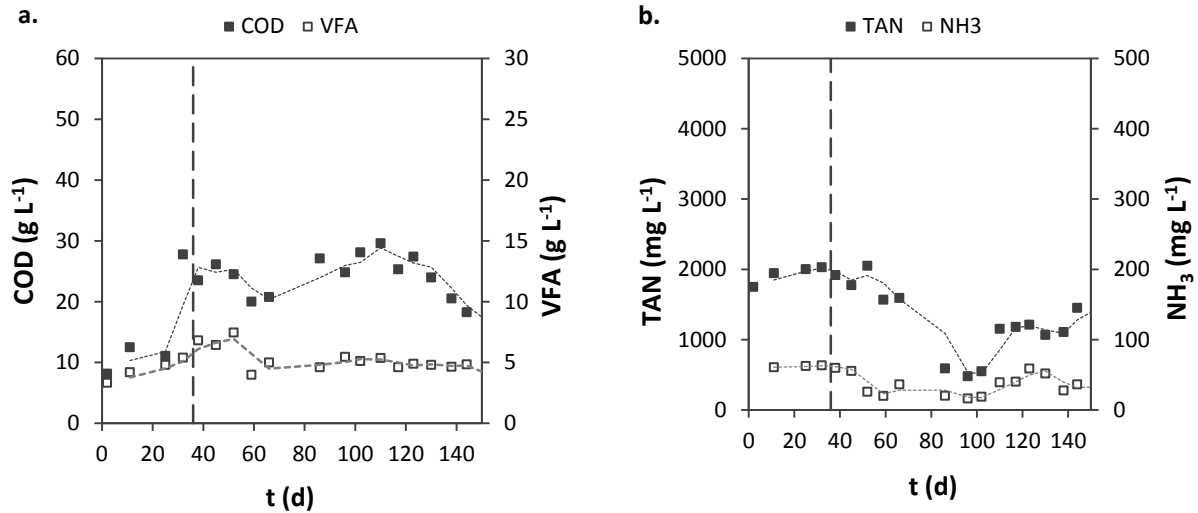 a.
COD VFA
60
50
40
30
20
10
0
COD (g L⁻¹)
30
25
20
15
10
5
0
VFA (g L⁻¹)
0 20 40 60 80 100 120 140
t (d)
b.
TAN NH3
5000
4000
3000
2000
1000
0
TAN (mg L⁻¹)
500
400
300
200
100
0
NH₃ (mg L⁻¹)
0 20 40 60 80 100 120 140
t (d)